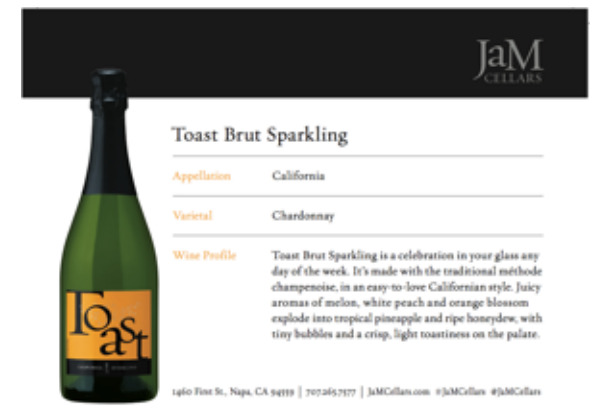 JaM
CELLARS
Toast Brut Sparkling
Appellation California
Varietal Chardonnay
Wine Profile Toast Brut Sparkling is a celebration in your glass any
day of the week. It's made with the traditional méthode
champenoise, in an easy-to-love Californian style. Juicy
aromas of melon, white peach and orange blossom
explode into tropical pineapple and ripe honeydew, with
tiny bubbles and a crisp, light toastiness on the palate.
Toast
1460 First St., Napa, CA 94559 | 707.265.7577 | JaMCellars.com #JaMCellars @JaMCellars